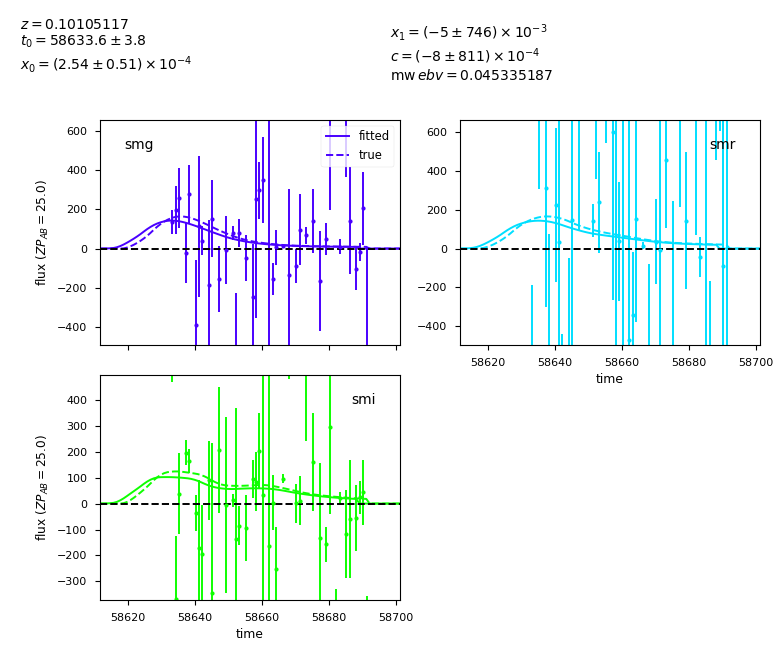 z = 0.10105117
t₀ = 58633.6 ± 3.8
x₀ = (2.54 ± 0.51) × 10⁻⁴
x₁ = (−5 ± 746) × 10⁻³
c = (−8 ± 811) × 10⁻⁴
mw ebv = 0.045335187
smg
fitted
true
600
400
200
0
−200
−400
flux (ZP_AB = 25.0)
smr
600
400
200
0
−200
−400
58620 58640 58660 58680 58700
time
smi
400
300
200
100
0
−100
−200
−300
flux (ZP_AB = 25.0)
58620 58640 58660 58680 58700
time